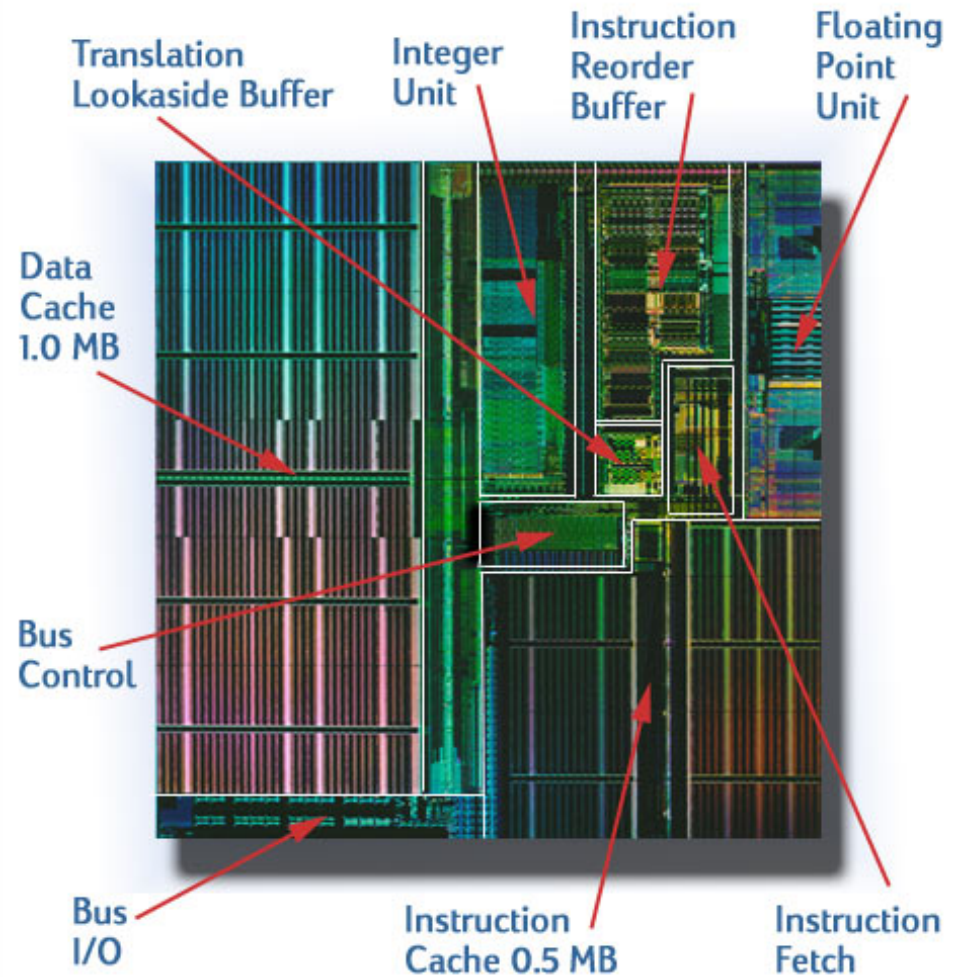 Translation
Lookaside Buffer
Integer
Unit
Instruction
Reorder
Buffer
Floating
Point
Unit
Data
Cache
1.0 MB
Bus
Control
Bus
I/O
Instruction
Cache 0.5 MB
Instruction
Fetch